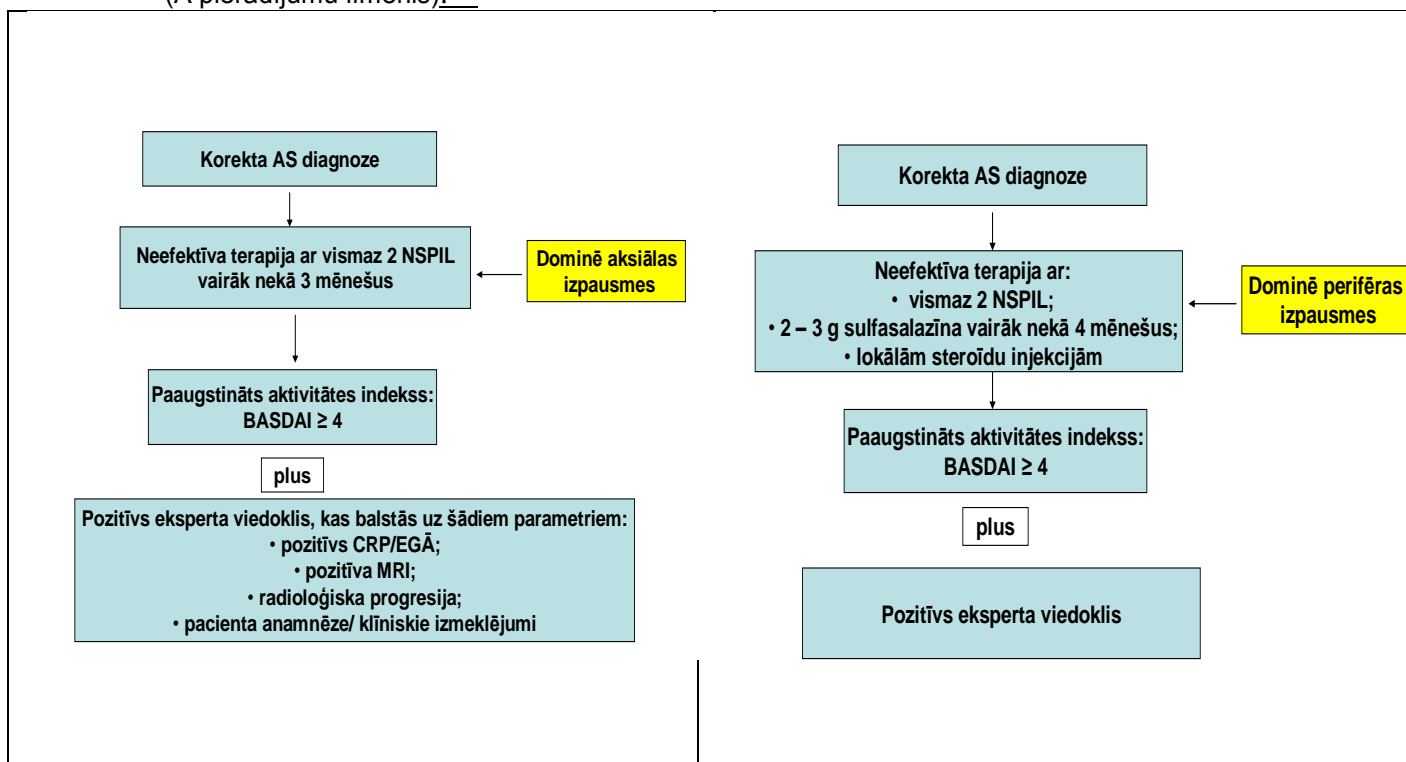 (A pierādījumu līmenis).
Korekta AS diagnoze
Neefektīva terapija ar vismaz 2 NSPIL
vairāk nekā 3 mēnešus
Dominē aksiālas
izpausmes
Paaugstināts aktivitātes indekss:
BASDAI ≥ 4
plus
Pozitīvs eksperta viedoklis, kas balstās uz šādiem parametriem:
• pozitīvs CRP/EGĀ;
• pozitīva MRI;
• radioloģiska progresija;
• pacienta anamnēze/ klīniskie izmeklējumi
Korekta AS diagnoze
Neefektīva terapija ar:
• vismaz 2 NSPIL;
• 2 – 3 g sulfasalazīna vairāk nekā 4 mēnešus;
• lokālām steroīdu injekcijām
Dominē perifēras
izpausmes
Paaugstināts aktivitātes indekss:
BASDAI ≥ 4
plus
Pozitīvs eksperta viedoklis